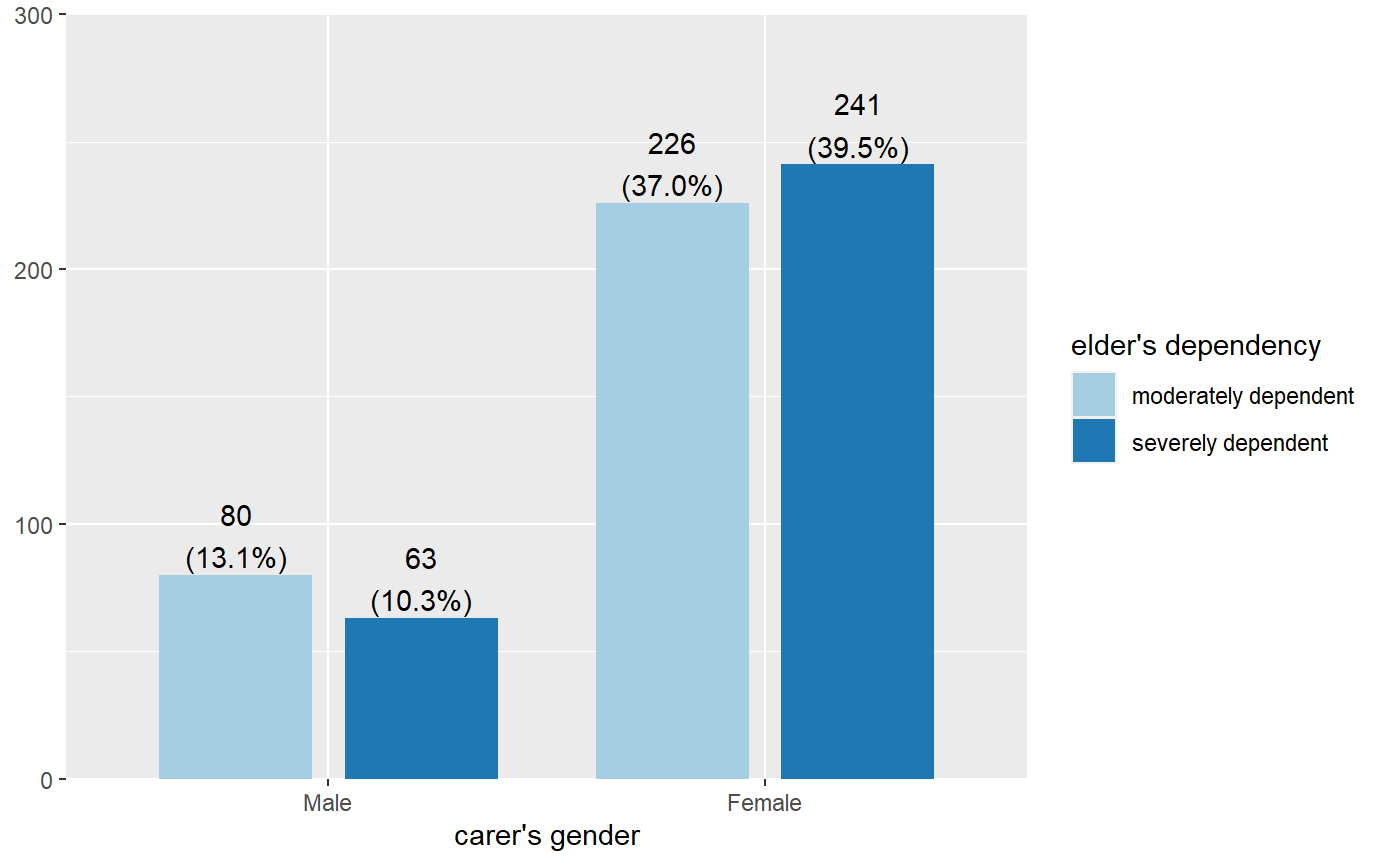 300
200
100
0
80
(13.1%)
63
(10.3%)
226
(37.0%)
241
(39.5%)
Male
Female
carer's gender
elder's dependency
moderately dependent
severely dependent